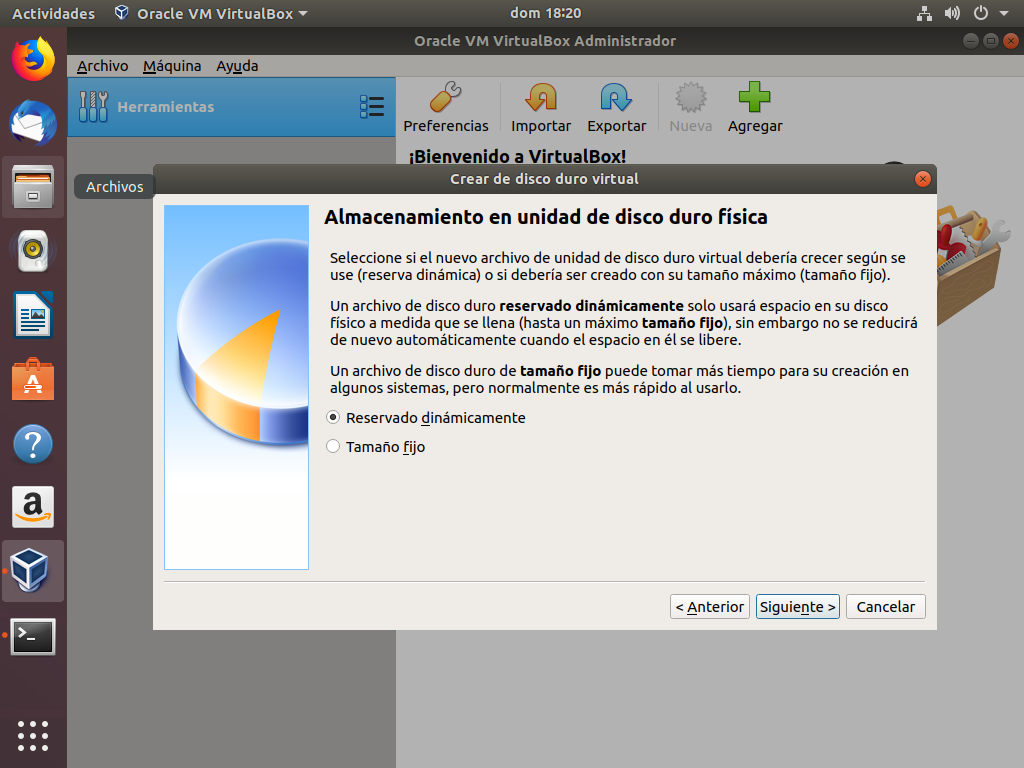 Actividades Oracle VM VirtualBox dom 18:20
Oracle VM VirtualBox Administrador
Archivo Máquina Ayuda
Herramientas
Preferencias Importar Exportar Nueva Agregar
¡Bienvenido a VirtualBox!
Archivos
Crear de disco duro virtual
Almacenamiento en unidad de disco duro física
Seleccione si el nuevo archivo de unidad de disco duro virtual debería crecer según se
use (reserva dinámica) o si debería ser creado con su tamaño máximo (tamaño fijo).
Un archivo de disco duro reservado dinámicamente solo usará espacio en su disco
físico a medida que se llena (hasta un máximo tamaño fijo), sin embargo no se reducirá
de nuevo automáticamente cuando el espacio en él se libere.
Un archivo de disco duro de tamaño fijo puede tomar más tiempo para su creación en
algunos sistemas, pero normalmente es más rápido al usarlo.
Reservado dinámicamente
Tamaño fijo
< Anterior Siguiente > Cancelar